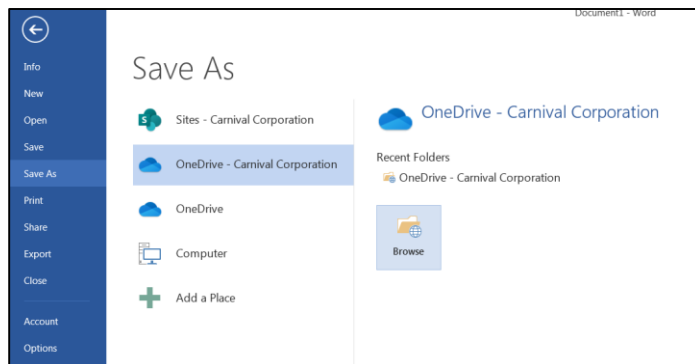 Document1 - Word
Info
New
Open
Save
Save As
Print
Share
Export
Close
Account
Options
Save As
S
Sites - Carnival Corporation
OneDrive - Carnival Corporation
OneDrive
Computer
Add a Place
OneDrive - Carnival Corporation
Recent Folders
OneDrive - Carnival Corporation
Browse